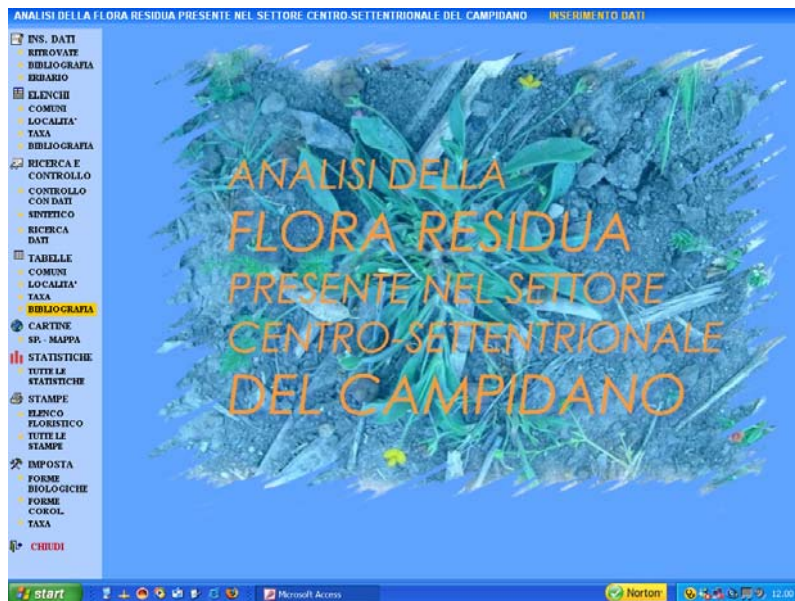 ANALISI DELLA FLORA RESIDUA PRESENTE NEL SETTORE CENTRO-SETTENTRIONALE DEL CAMPIDANO INSERIMENTO DATI
INS. DATI
RITROVATE
BIBLIOGRAFIA
ERBARIO
ELENCHI
COMUNI
LOCALITA'
TAXA
BIBLIOGRAFIA
RICERCA E
CONTROLLO
CONTROLLO
CON DATI
SINTETICO
RICERCA
DATI
TABELLE
COMUNI
LOCALITA'
TAXA
BIBLIOGRAFIA
CARTINE
SP. - MAPPA
STATISTICHE
TUTTE LE
STATISTICHE
STAMPE
ELENCO
FLORISTICO
TUTTE LE
STAMPE
IMPOSTA
FORME
BIOLOGICHE
FORME
COROL.
TAXA
CHIUDI
ANALISI DELLA
FLORA RESIDUA
PRESENTE NEL SETTORE
CENTRO-SETTENTRIONALE
DEL CAMPIDANO
start
Microsoft Access
Norton
12.00